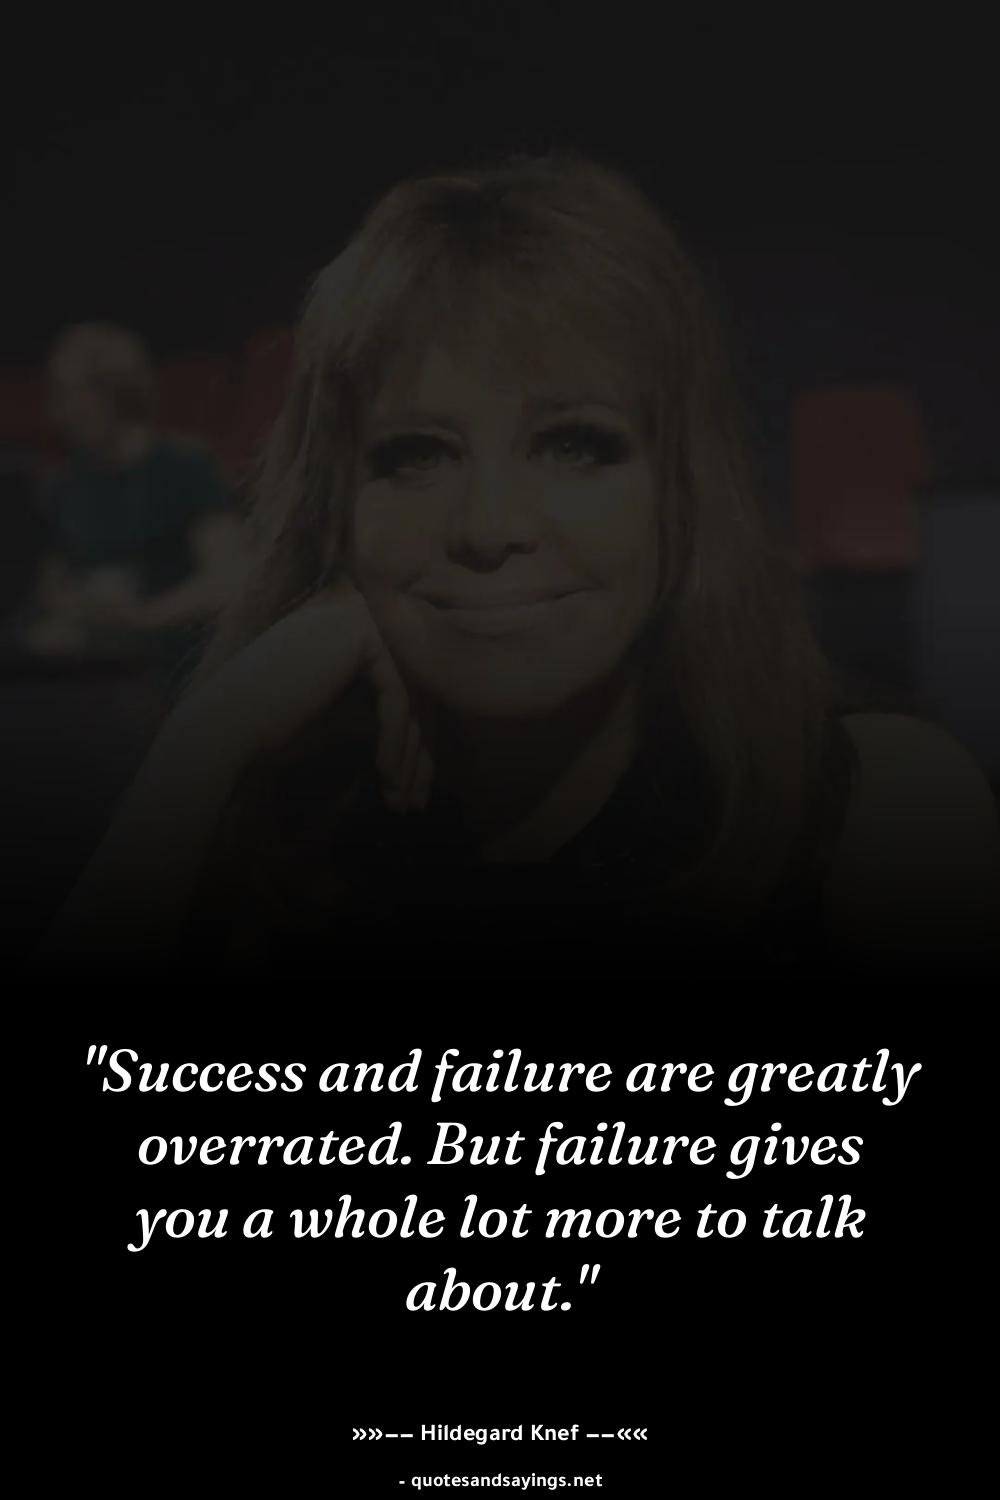 "Success and failure are greatly
overrated. But failure gives
you a whole lot more to talk
about."
»»–– Hildegard Knef ––««
- quotesandsayings.net